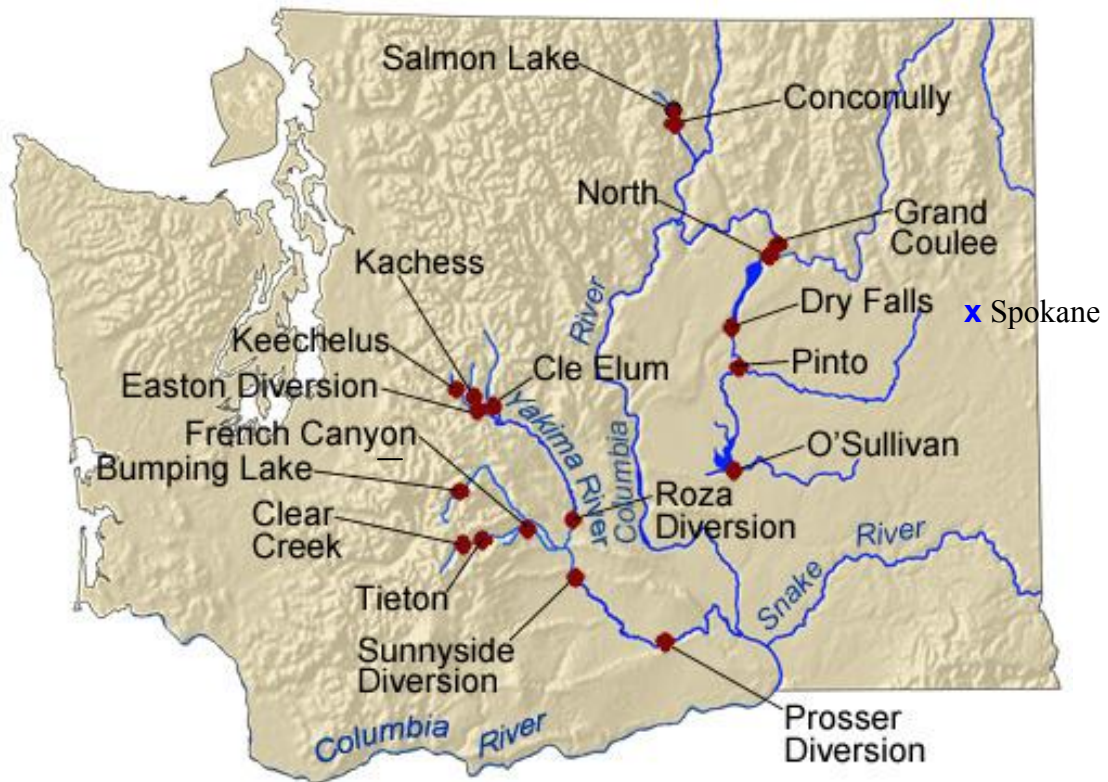 Salmon Lake
Conconully
North
Grand
Coulee
Kachess
River
Dry Falls
x Spokane
Keechelus
Cle Elum
Pinto
Easton Diversion
Yakima River
French Canyon
Columbia
O'Sullivan
Bumping Lake
Roza
Diversion
Clear
Creek
River
Snake
Tieton
Sunnyside
Diversion
Prosser
Diversion
Columbia River